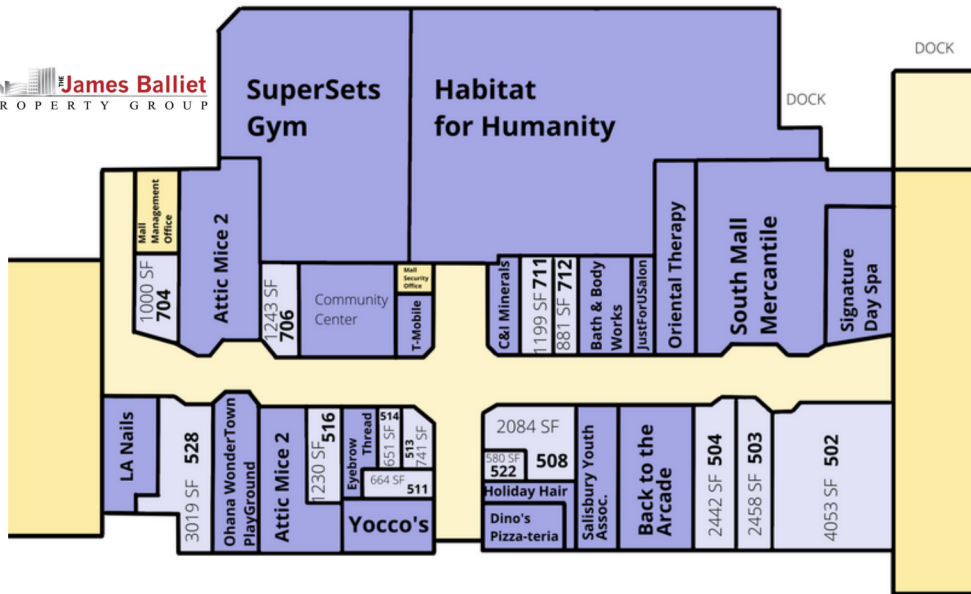 THE James Balliet
PROPERTY GROUP
SuperSets
Gym
Habitat
for Humanity
DOCK
DOCK
Mall
Management
Office
1000 SF
704
Attic Mice 2
1243 SF
706
Community
Center
Mall
Security
Office
T-Mobile
C&I Minerals
1199 SF 711
881 SF 712
Bath & Body
Works
JustForUSalon
Oriental Therapy
South Mall
Mercantile
Signature
Day Spa
LA Nails
3019 SF 528
Ohana WonderTown
PlayGround
Attic Mice 2
1230 SF
516
Eyebrow
Thread
514
651 SF
513
741 SF
664 SF
511
Yocco's
2084 SF
508
580 SF
522
Holiday Hair
Dino's
Pizza-teria
Salisbury Youth
Assoc.
Back to the
Arcade
2442 SF 504
2458 SF 503
4053 SF 502